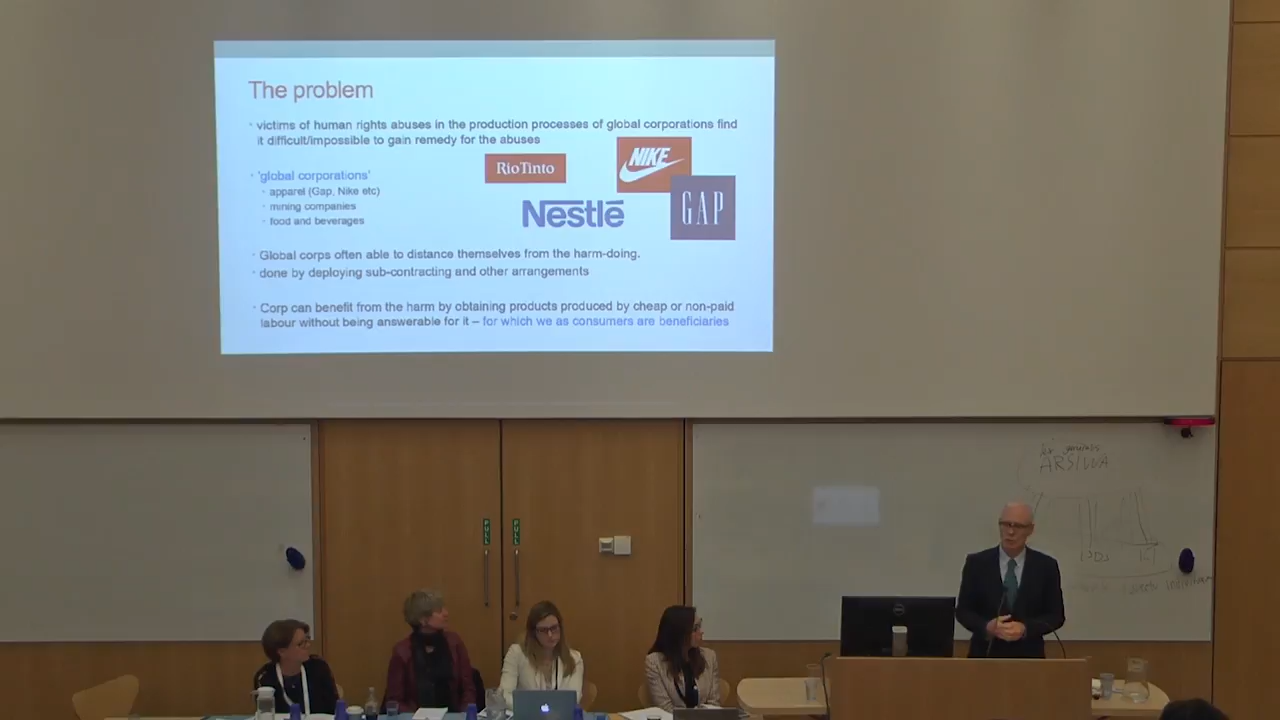 The problem
victims of human rights abuses in the production processes of global corporations find
it difficult/impossible to gain remedy for the abuses
'global corporations'
apparel (Gap, Nike etc)
mining companies
food and beverages
RioTinto
NIKE
Nestlé
GAP
Global corps often able to distance themselves from the harm-doing.
done by deploying sub-contracting and other arrangements
Corp can benefit from the harm by obtaining products produced by cheap or non-paid
labour without being answerable for it – for which we as consumers are beneficiaries
PULL
PULL
ARSIWA
DELL